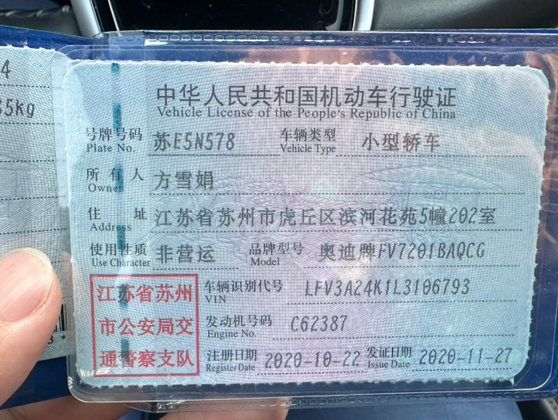 4
35kg
中华人民共和国机动车行驶证
Vehicle License of the People's Republic of China
号牌号码 苏E5N578 车辆类型 小型轿车
Plate No. Vehicle Type
所有人 方雪娟
Owner
住址 江苏省苏州市虎丘区滨河花苑5幢202室
Address
使用性质 非营运 品牌型号 奥迪牌FV7201BAQCG
Use Character Model
江苏省苏州
市公安局交
通警察支队
车辆识别代号 LFV3A24K1L3106793
VIN
发动机号码 C62387
Engine No.
注册日期 2020-10-22 发证日期 2020-11-27
Register Date Issue Date